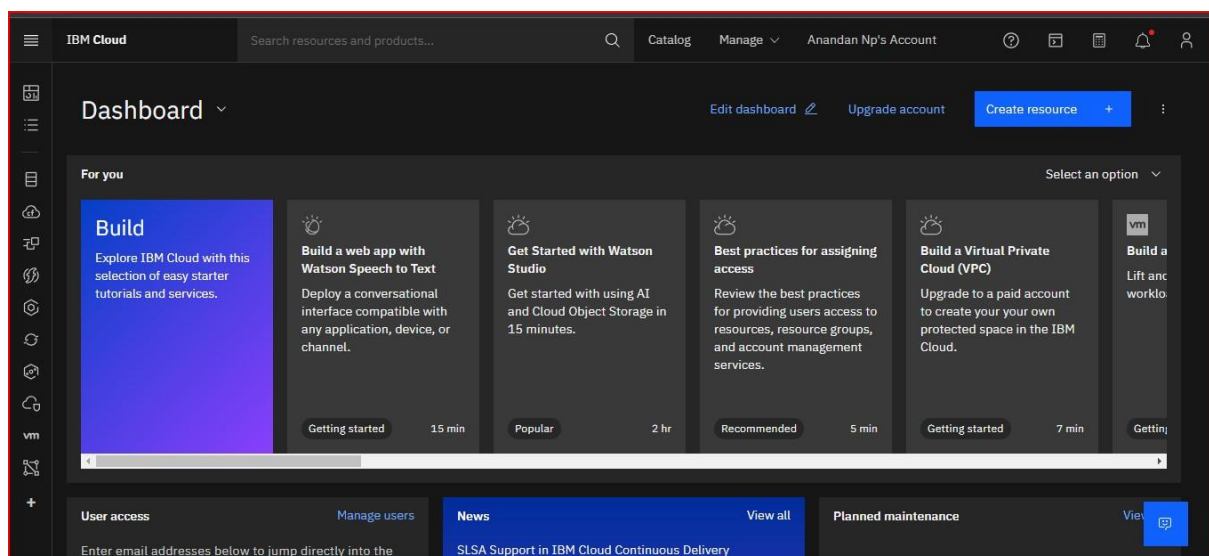 IBM Cloud
Search resources and products...
Catalog
Manage
Anandan Np's Account
Dashboard
Edit dashboard
Upgrade account
Create resource +
For you
Select an option
Build
Explore IBM Cloud with this
selection of easy starter
tutorials and services.
Build a web app with
Watson Speech to Text
Deploy a conversational
interface compatible with
any application, device, or
channel.
Getting started
15 min
Get Started with Watson
Studio
Get started with using AI
and Cloud Object Storage in
15 minutes.
Popular
2 hr
Best practices for assigning
access
Review the best practices
for providing users access to
resources, resource groups,
and account management
services.
Recommended
5 min
Build a Virtual Private
Cloud (VPC)
Upgrade to a paid account
to create your your own
protected space in the IBM
Cloud.
Getting started
7 min
vm
Build a
Lift and
vm
User access
Manage users
Enter email addresses below to jump directly into the
News
View all
SLSA Support in IBM Cloud Continuous Delivery
Planned maintenance